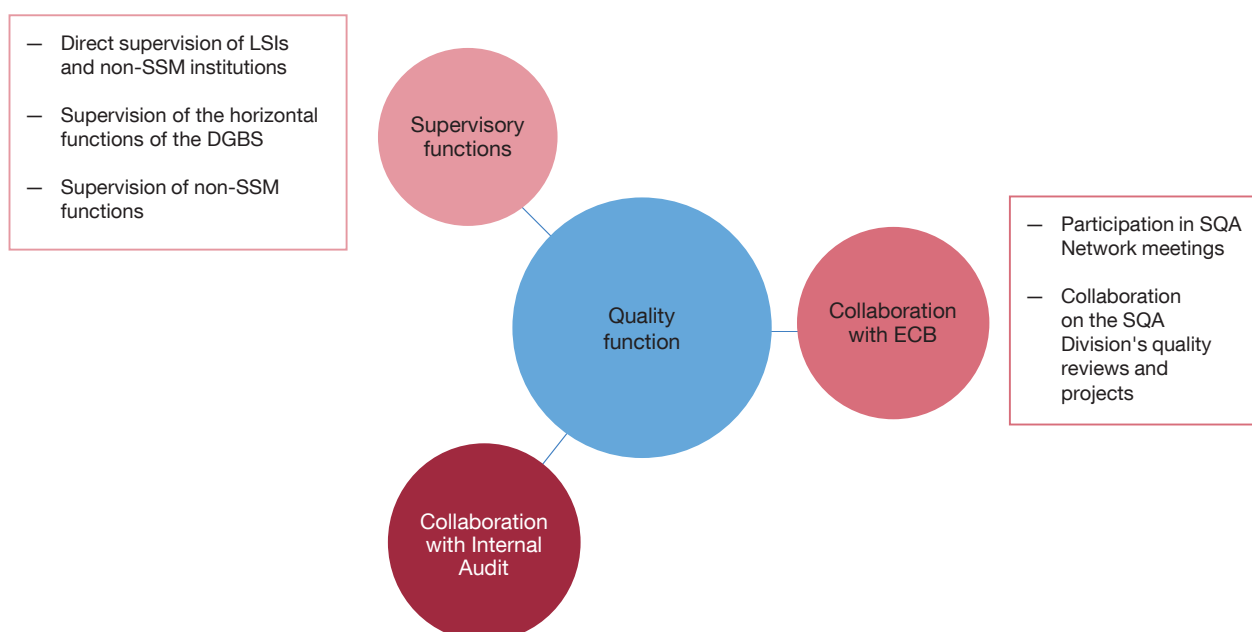 — Direct supervision of LSIs
and non-SSM institutions
— Supervision of the horizontal
functions of the DGBS
— Supervision of non-SSM
functions
Supervisory
functions
Quality
function
Collaboration
with ECB
— Participation in SQA
Network meetings
— Collaboration
on the SQA
Division's quality
reviews and
projects
Collaboration
with Internal
Audit